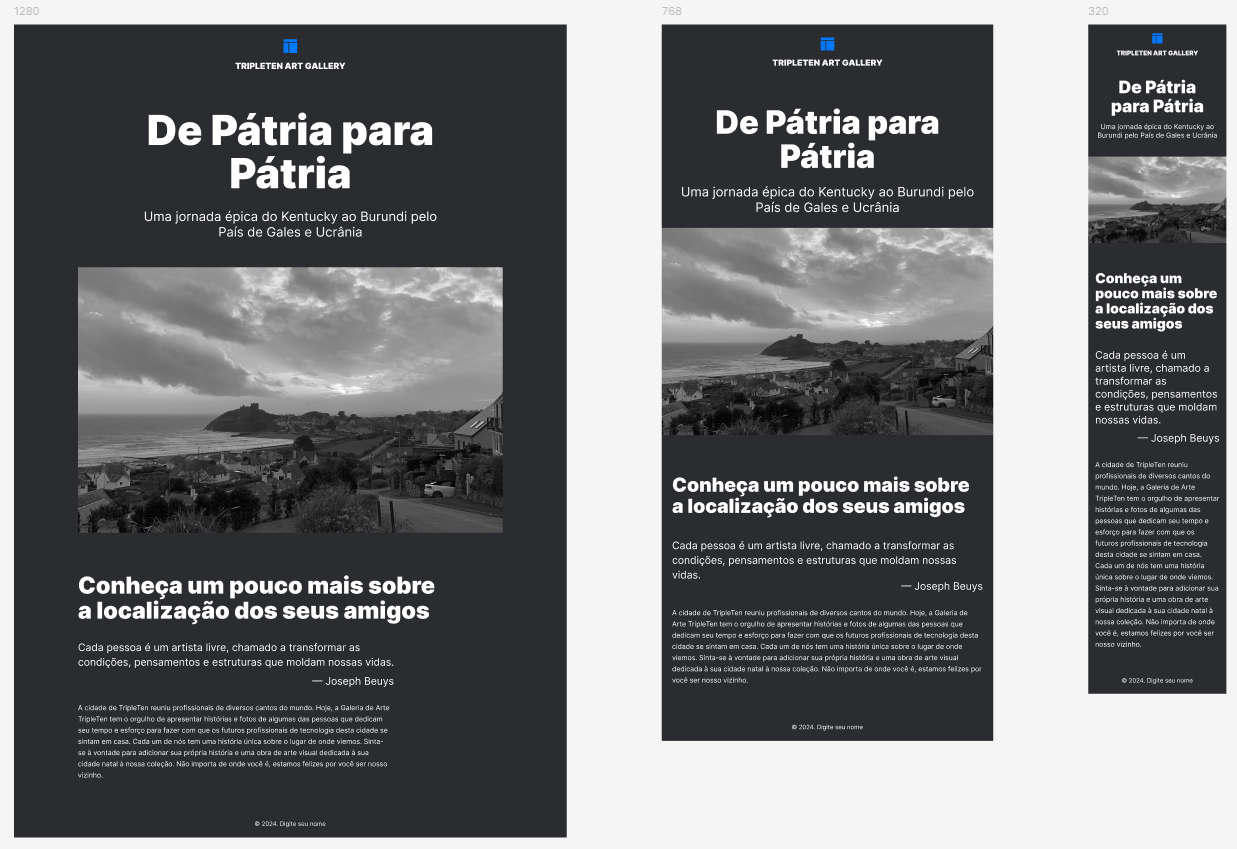 1280
TRIPLETEN ART GALLERY
De Pátria para
Pátria
Uma jornada épica do Kentucky ao Burundi pelo
País de Gales e Ucrânia
Conheça um pouco mais sobre
a localização dos seus amigos
Cada pessoa é um artista livre, chamado a transformar as
condições, pensamentos e estruturas que moldam nossas vidas.
— Joseph Beuys
A cidade de TripleTen reuniu profissionais de diversos cantos do mundo. Hoje, a Galeria de Arte
TripleTen tem o orgulho de apresentar histórias e fotos de algumas das pessoas que dedicam
seu tempo e esforço para fazer com que os futuros profissionais de tecnologia desta cidade se
sintam em casa. Cada um de nós tem uma história única sobre o lugar de onde viemos. Sinta-
se à vontade para adicionar sua própria história e uma obra de arte visual dedicada à sua
cidade natal à nossa coleção. Não importa de onde você é, estamos felizes por você ser nosso
vizinho.
© 2024. Digite seu nome
768
TRIPLETEN ART GALLERY
De Pátria para
Pátria
Uma jornada épica do Kentucky ao Burundi pelo
País de Gales e Ucrânia
Conheça um pouco mais sobre
a localização dos seus amigos
Cada pessoa é um artista livre, chamado a transformar as
condições, pensamentos e estruturas que moldam nossas
vidas.
— Joseph Beuys
A cidade de TripleTen reuniu profissionais de diversos cantos do mundo. Hoje, a Galeria de
Arte TripleTen tem o orgulho de apresentar histórias e fotos de algumas das pessoas que
dedicam seu tempo e esforço para fazer com que os futuros profissionais de tecnologia desta
cidade se sintam em casa. Cada um de nós tem uma história única sobre o lugar de onde
viemos. Sinta-se à vontade para adicionar sua própria história e uma obra de arte visual
dedicada à sua cidade natal à nossa coleção. Não importa de onde você é, estamos felizes por
você ser nosso vizinho.
© 2024. Digite seu nome
320
TRIPLETEN ART GALLERY
De Pátria
para Pátria
Uma jornada épica do Kentucky ao
Burundi pelo País de Gales e Ucrânia
Conheça um
pouco mais sobre
a localização dos
seus amigos
Cada pessoa é um
artista livre, chamado a
transformar as
condições, pensamentos
e estruturas que moldam
nossas vidas.
— Joseph Beuys
A cidade de TripleTen reuniu
profissionais de diversos cantos do
mundo. Hoje, a Galeria de Arte
TripleTen tem o orgulho de apresentar
histórias e fotos de algumas das
pessoas que dedicam seu tempo e
esforço para fazer com que os
futuros profissionais de tecnologia
desta cidade se sintam em casa.
Cada um de nós tem uma história
única sobre o lugar de onde viemos.
Sinta-se à vontade para adicionar sua
própria história e uma obra de arte
visual dedicada à sua cidade natal à
nossa coleção. Não importa de onde
você é, estamos felizes por você ser
nosso vizinho.
© 2024. Digite seu nome